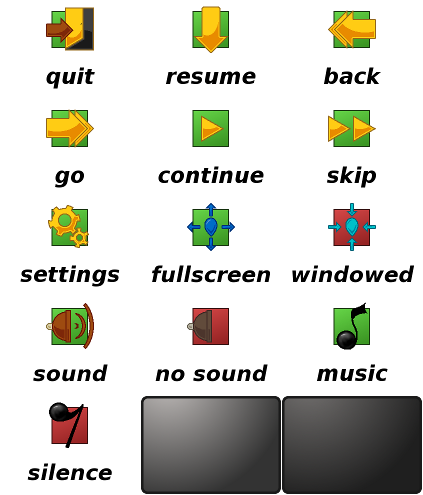 quit resume back
go continue skip
settings fullscreen windowed
sound no sound music
silence